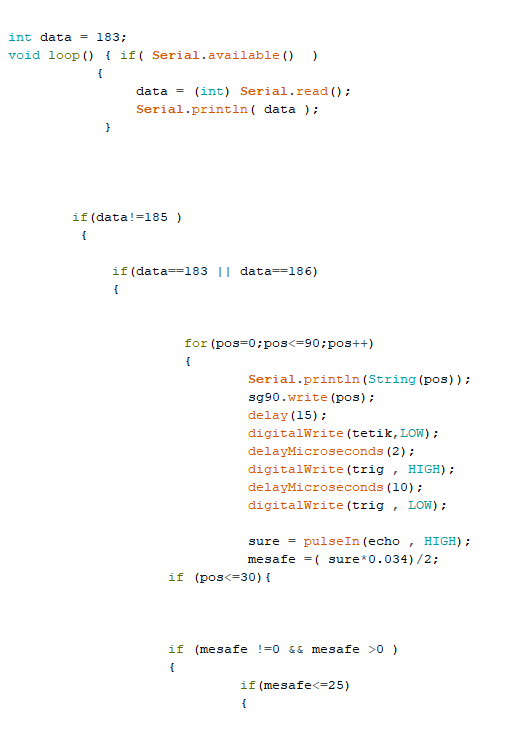 int data = 183;
void loop() { if( Serial.available()  )
{
data = (int) Serial.read();
Serial.println( data );
}
if(data!=185 )
{
if(data==183 || data==186)
{
for(pos=0;pos<=90;pos++)
{
Serial.println(String(pos));
sg90.write(pos);
delay(15);
digitalWrite(tetik,LOW);
delayMicroseconds(2);
digitalWrite(trig , HIGH);
delayMicroseconds(10);
digitalWrite(trig , LOW);
sure = pulseIn(echo , HIGH);
mesafe =( sure*0.034)/2;
if (pos<=30){
if (mesafe !=0 && mesafe >0 )
{
if(mesafe<=25)
{